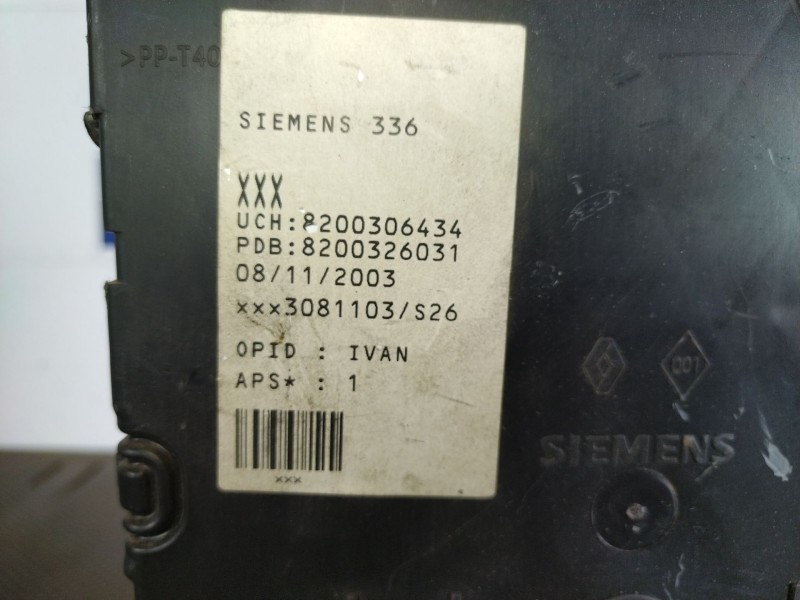 >PP-T40
SIEMENS 336
XXX
UCH:8200306434
PDB:8200326031
08/11/2003
xxx3081103/S26
OPID : IVAN
APS* : 1
xxx
001
SIEMENS